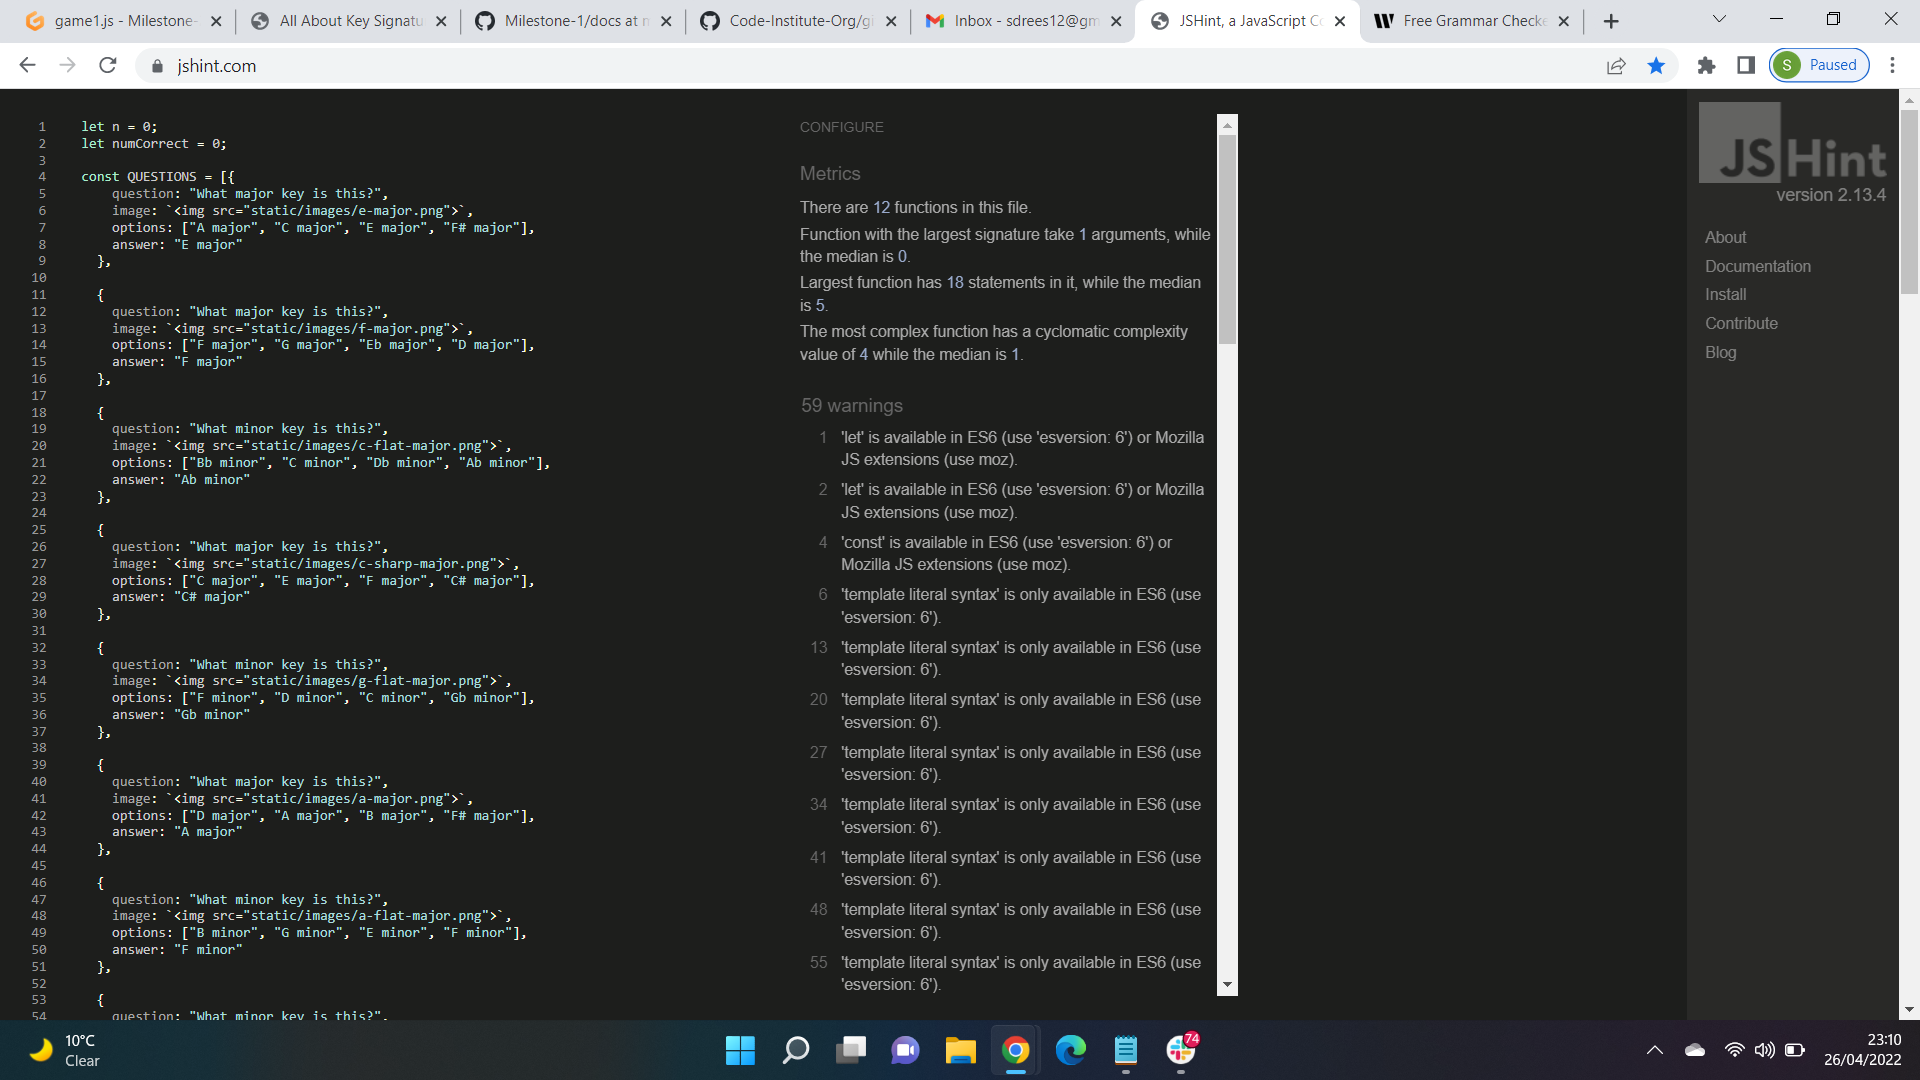 game1.js - Milestone-
All About Key Signatu
Milestone-1/docs at m
Code-Institute-Org/gi
Inbox - sdrees12@gm
JSHint, a JavaScript Co
Free Grammar Checke
jshint.com
S Paused
1 let n = 0;
2 let numCorrect = 0;
3
4 const QUESTIONS = [{
5 question: "What major key is this?",
6 image: `<img src="static/images/e-major.png">`,
7 options: ["A major", "C major", "E major", "F# major"],
8 answer: "E major"
9 },
10
11 {
12 question: "What major key is this?",
13 image: `<img src="static/images/f-major.png">`,
14 options: ["F major", "G major", "Eb major", "D major"],
15 answer: "F major"
16 },
17
18 {
19 question: "What minor key is this?",
20 image: `<img src="static/images/c-flat-major.png">`,
21 options: ["Bb minor", "C minor", "Db minor", "Ab minor"],
22 answer: "Ab minor"
23 },
24
25 {
26 question: "What major key is this?",
27 image: `<img src="static/images/c-sharp-major.png">`,
28 options: ["C major", "E major", "F major", "C# major"],
29 answer: "C# major"
30 },
31
32 {
33 question: "What minor key is this?",
34 image: `<img src="static/images/g-flat-major.png">`,
35 options: ["F minor", "D minor", "C minor", "Gb minor"],
36 answer: "Gb minor"
37 },
38
39 {
40 question: "What major key is this?",
41 image: `<img src="static/images/a-major.png">`,
42 options: ["D major", "A major", "B major", "F# major"],
43 answer: "A major"
44 },
45
46 {
47 question: "What minor key is this?",
48 image: `<img src="static/images/a-flat-major.png">`,
49 options: ["B minor", "G minor", "E minor", "F minor"],
50 answer: "F minor"
51 },
52
53 {
54 question: "What minor key is this?",
CONFIGURE
Metrics
There are 12 functions in this file.
Function with the largest signature take 1 arguments, while
the median is 0.
Largest function has 18 statements in it, while the median
is 5.
The most complex function has a cyclomatic complexity
value of 4 while the median is 1.
59 warnings
1 'let' is available in ES6 (use 'esversion: 6') or Mozilla
JS extensions (use moz).
2 'let' is available in ES6 (use 'esversion: 6') or Mozilla
JS extensions (use moz).
4 'const' is available in ES6 (use 'esversion: 6') or
Mozilla JS extensions (use moz).
6 'template literal syntax' is only available in ES6 (use
'esversion: 6').
13 'template literal syntax' is only available in ES6 (use
'esversion: 6').
20 'template literal syntax' is only available in ES6 (use
'esversion: 6').
27 'template literal syntax' is only available in ES6 (use
'esversion: 6').
34 'template literal syntax' is only available in ES6 (use
'esversion: 6').
41 'template literal syntax' is only available in ES6 (use
'esversion: 6').
48 'template literal syntax' is only available in ES6 (use
'esversion: 6').
55 'template literal syntax' is only available in ES6 (use
'esversion: 6').
JSHint
version 2.13.4
About
Documentation
Install
Contribute
Blog
10°C
Clear
74
23:10
26/04/2022